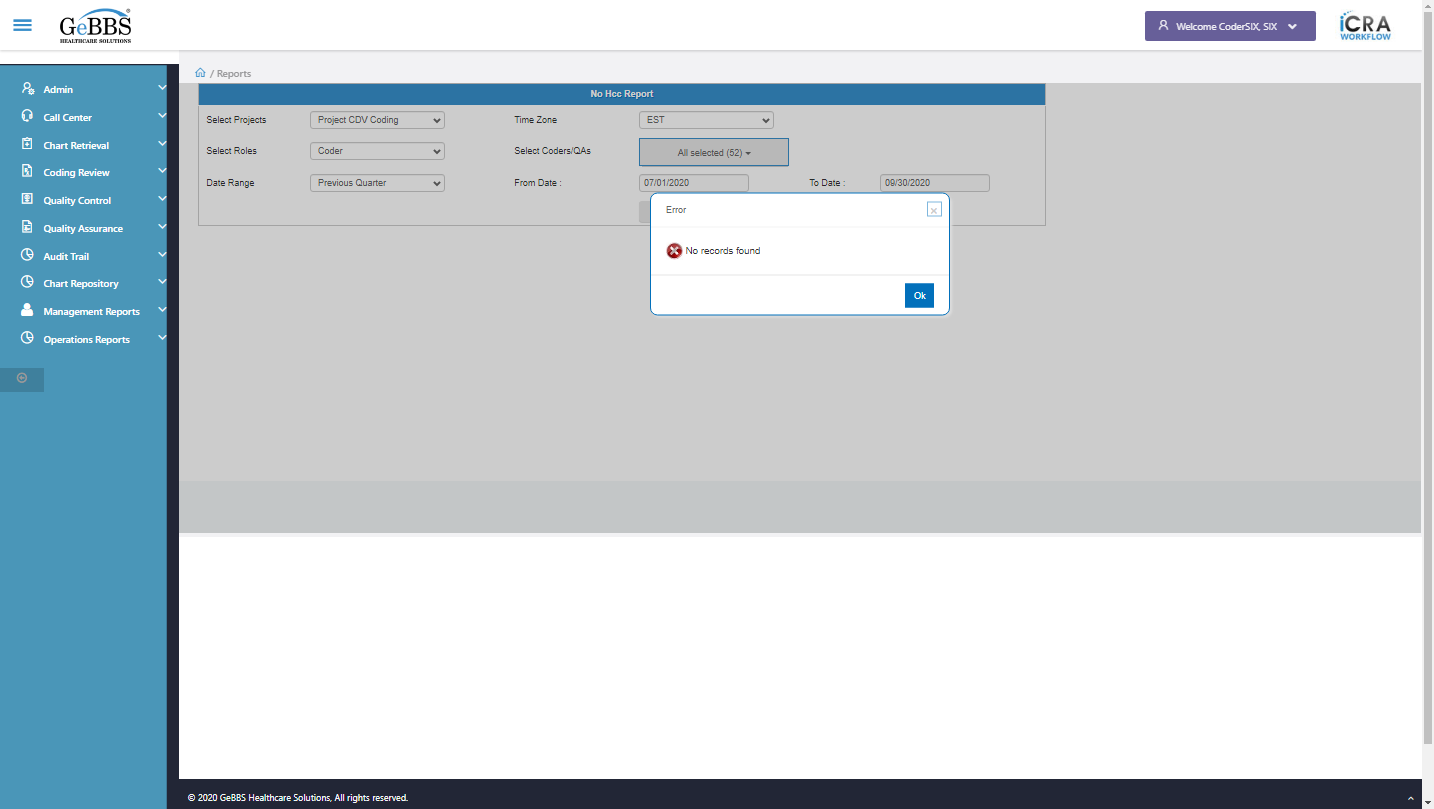 GeBBS®
HEALTHCARE SOLUTIONS
Welcome CoderSIX, SIX
iCRA
WORKFLOW
Admin
Call Center
Chart Retrieval
Coding Review
Quality Control
Quality Assurance
Audit Trail
Chart Repository
Management Reports
Operations Reports
/ Reports
No Hcc Report
Select Projects Project CDV Coding Time Zone EST
Select Roles Coder Select Coders/QAs All selected (52)
Date Range Previous Quarter From Date : 07/01/2020 To Date : 09/30/2020
Error
No records found
Ok
© 2020 GeBBS Healthcare Solutions, All rights reserved.